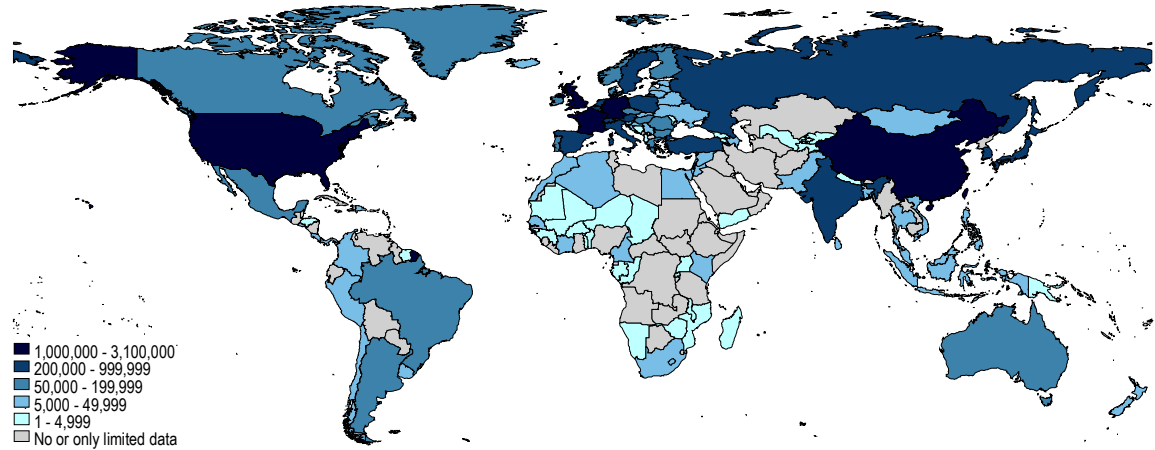 1,000,000 - 3,100,000
200,000 - 999,999
50,000 - 199,999
5,000 - 49,999
1 - 4,999
No or only limited data